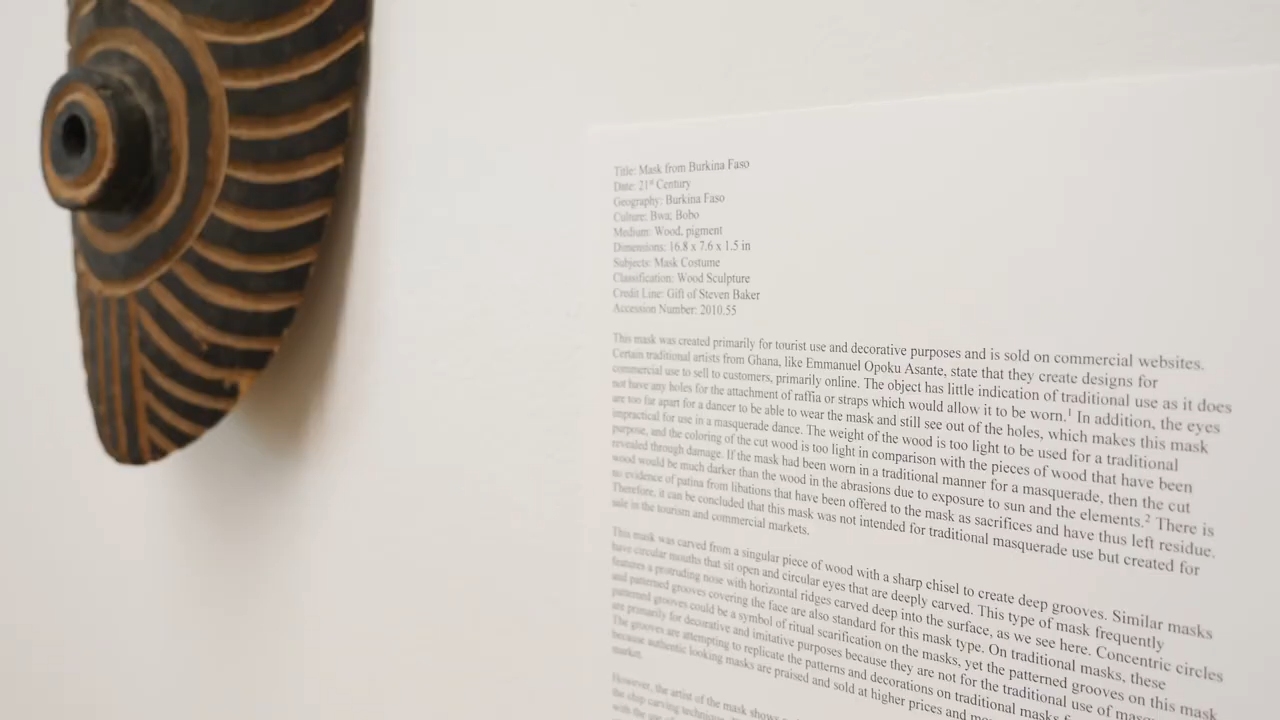 Title: Mask from Burkina Faso
Date: 21st Century
Geography: Burkina Faso
Culture: Bwa; Bobo
Medium: Wood, pigment
Dimensions: 16.8 x 7.6 x 1.5 in
Subjects: Mask Costume
Classification: Wood Sculpture
Credit Line: Gift of Steven Baker
Accession Number: 2010.55
This mask was created primarily for tourist use and decorative purposes and is sold on commercial websites.
Certain traditional artists from Ghana, like Emmanuel Opoku Asante, state that they create designs for
commercial use to sell to customers, primarily online. The object has little indication of traditional use as it does
not have any holes for the attachment of raffia or straps which would allow it to be worn.1 In addition, the eyes
are too far apart for a dancer to be able to wear the mask and still see out of the holes, which makes this mask
impractical for use in a masquerade dance. The weight of the wood is too light to be used for a traditional
purpose, and the coloring of the cut wood is too light in comparison with the pieces of wood that have been
revealed through damage. If the mask had been worn in a traditional manner for a masquerade, then the cut
wood would be much darker than the wood in the abrasions due to exposure to sun and the elements.2 There is
no evidence of patina from libations that have been offered to the mask as sacrifices and have thus left residue.
Therefore, it can be concluded that this mask was not intended for traditional masquerade use but created for
sale in the tourism and commercial markets.
This mask was carved from a singular piece of wood with a sharp chisel to create deep grooves. Similar masks
have circular mouths that sit open and circular eyes that are deeply carved. This type of mask frequently
features a protruding nose with horizontal ridges carved deep into the surface, as we see here. Concentric circles
and patterned grooves covering the face are also standard for this mask type. On traditional masks, these
patterned grooves could be a symbol of ritual scarification on the masks, yet the patterned grooves on this mask
are primarily for decorative and imitative purposes because they are not for the traditional use of
The grooves are attempting to replicate the patterns and decorations on traditional masks
because authentic looking masks are praised and sold at higher prices and
market.
However, the artist of the mask shows
the chip carving
with the use of